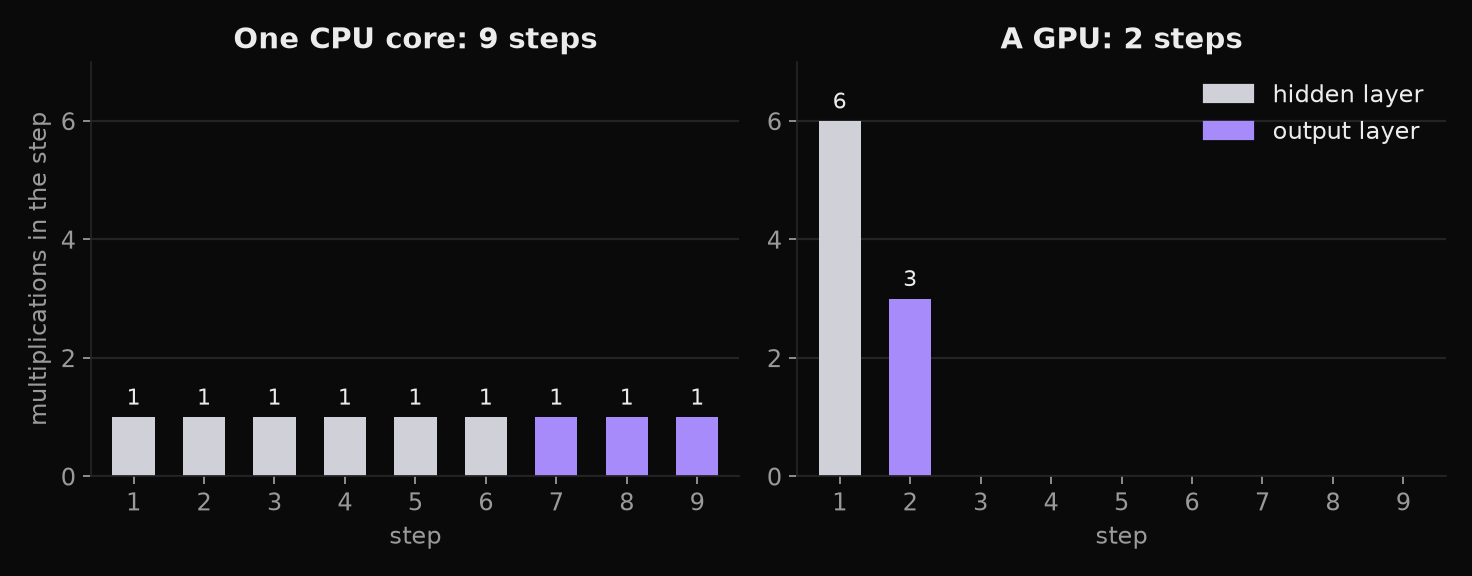 One CPU core: 9 steps
multiplications in the step
6
4
2
0
1 1 1 1 1 1 1 1 1
1 2 3 4 5 6 7 8 9
step
A GPU: 2 steps
hidden layer
output layer
6
4
2
0
6
3
1 2 3 4 5 6 7 8 9
step